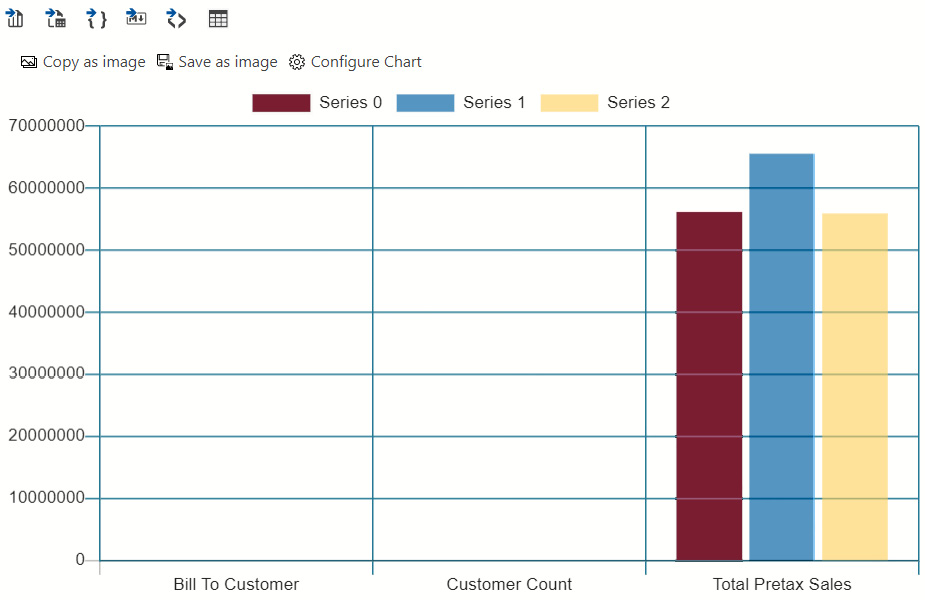 Copy as image Save as image Configure Chart
Series 0 Series 1 Series 2
70000000
60000000
50000000
40000000
30000000
20000000
10000000
0
Bill To Customer Customer Count Total Pretax Sales